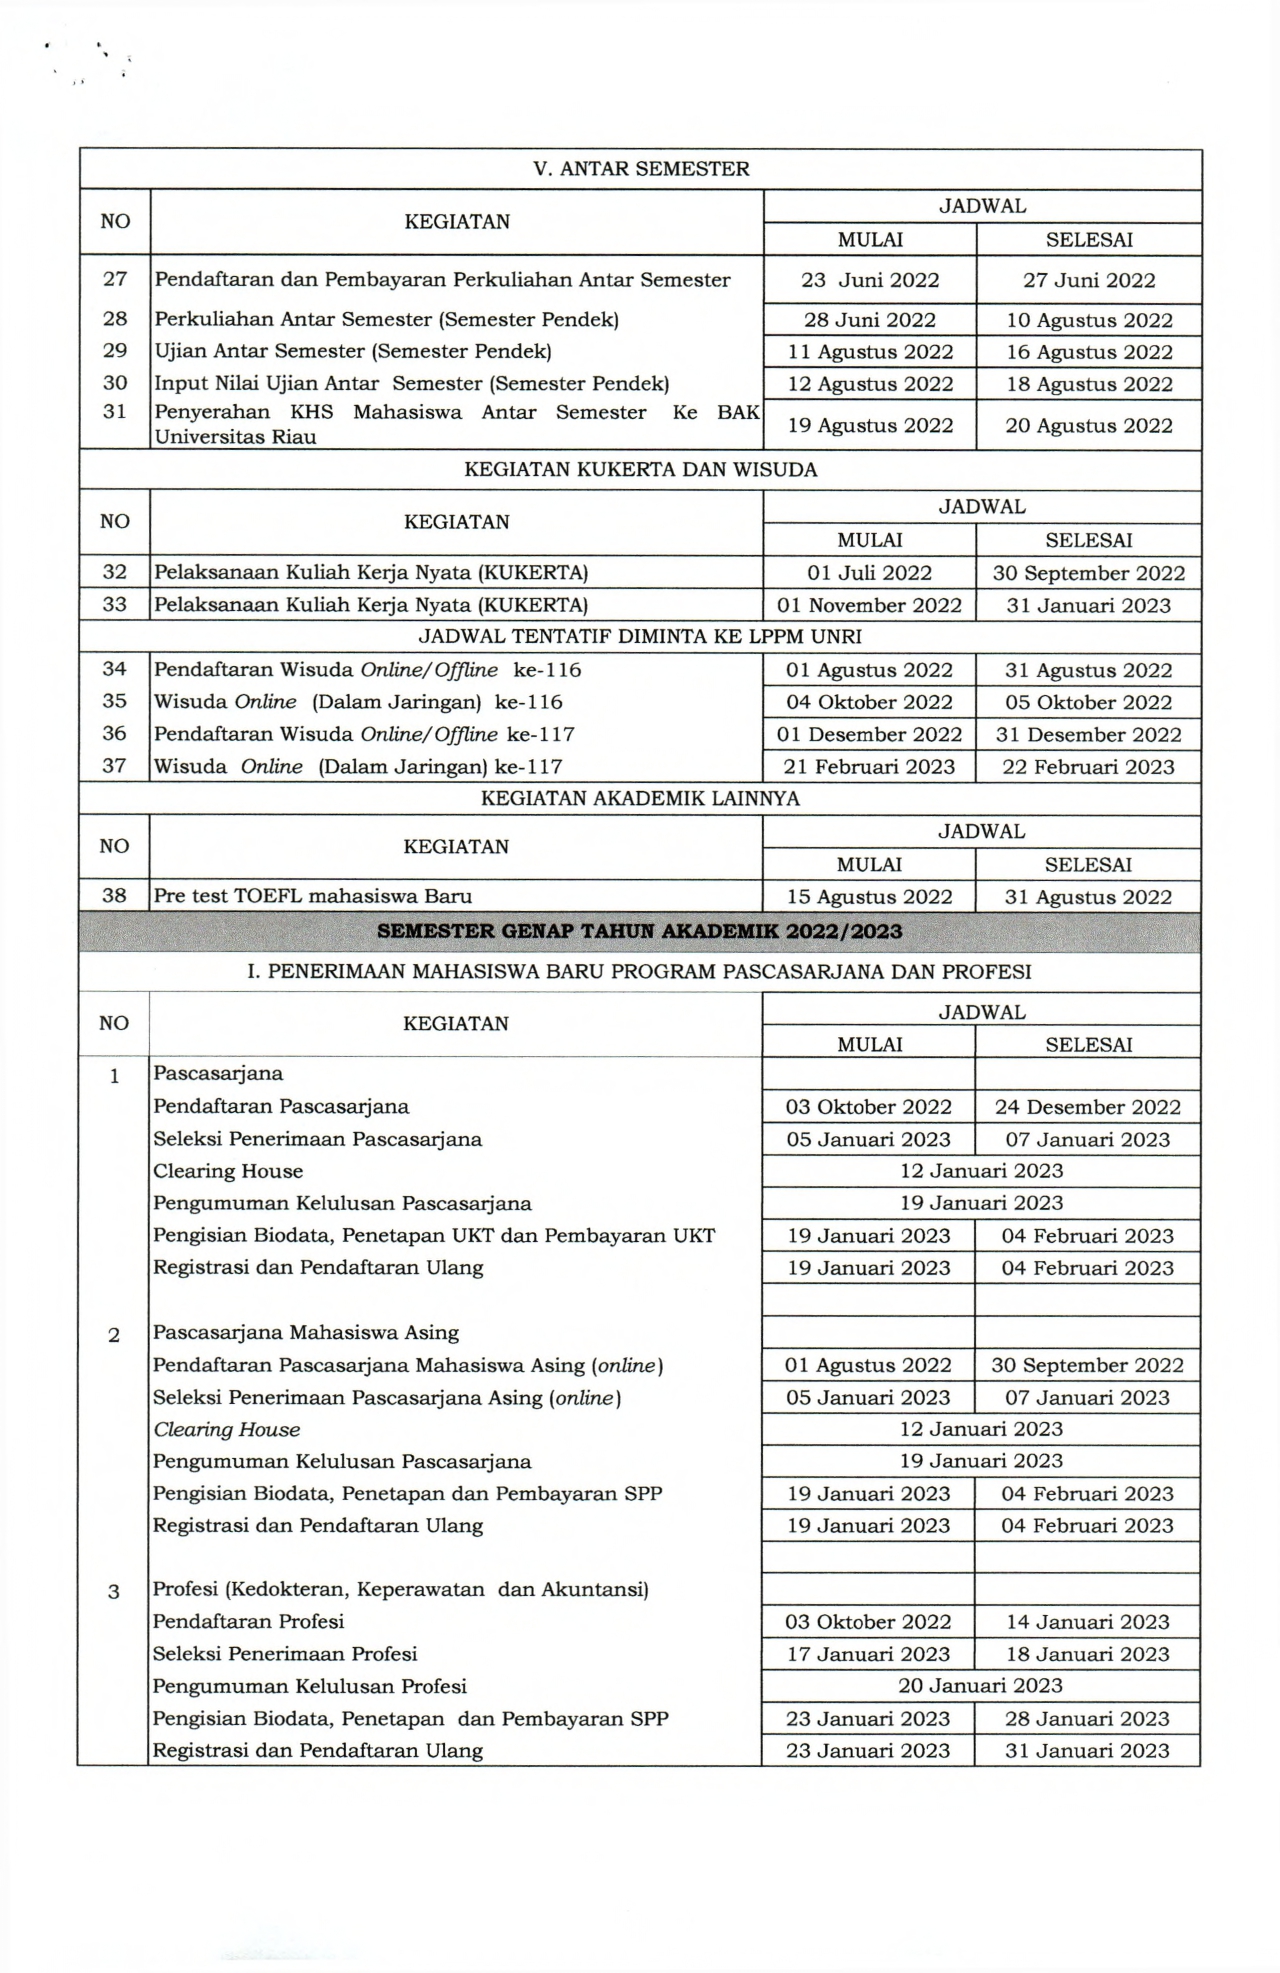 V. ANTAR SEMESTER
NO KEGIATAN JADWAL
MULAI SELESAI
27 Pendaftaran dan Pembayaran Perkuliahan Antar Semester 23 Juni 2022 27 Juni 2022
28 Perkuliahan Antar Semester (Semester Pendek) 28 Juni 2022 10 Agustus 2022
29 Ujian Antar Semester (Semester Pendek) 11 Agustus 2022 16 Agustus 2022
30 Input Nilai Ujian Antar Semester (Semester Pendek) 12 Agustus 2022 18 Agustus 2022
31 Penyerahan KHS Mahasiswa Antar Semester Ke BAK
Universitas Riau 19 Agustus 2022 20 Agustus 2022
KEGIATAN KUKERTA DAN WISUDA
NO KEGIATAN JADWAL
MULAI SELESAI
32 Pelaksanaan Kuliah Kerja Nyata (KUKERTA) 01 Juli 2022 30 September 2022
33 Pelaksanaan Kuliah Kerja Nyata (KUKERTA) 01 November 2022 31 Januari 2023
JADWAL TENTATIF DIMINTA KE LPPM UNRI
34 Pendaftaran Wisuda Online/Offline ke-116 01 Agustus 2022 31 Agustus 2022
35 Wisuda Online (Dalam Jaringan) ke-116 04 Oktober 2022 05 Oktober 2022
36 Pendaftaran Wisuda Online/Offline ke-117 01 Desember 2022 31 Desember 2022
37 Wisuda Online (Dalam Jaringan) ke-117 21 Februari 2023 22 Februari 2023
KEGIATAN AKADEMIK LAINNYA
NO KEGIATAN JADWAL
MULAI SELESAI
38 Pre test TOEFL mahasiswa Baru 15 Agustus 2022 31 Agustus 2022
SEMESTER GENAP TAHUN AKADEMIK 2022/2023
I. PENERIMAAN MAHASISWA BARU PROGRAM PASCASARJANA DAN PROFESI
NO KEGIATAN JADWAL
MULAI SELESAI
1 Pascasarjana
Pendaftaran Pascasarjana 03 Oktober 2022 24 Desember 2022
Seleksi Penerimaan Pascasarjana 05 Januari 2023 07 Januari 2023
Clearing House 12 Januari 2023
Pengumuman Kelulusan Pascasarjana 19 Januari 2023
Pengisian Biodata, Penetapan UKT dan Pembayaran UKT 19 Januari 2023 04 Februari 2023
Registrasi dan Pendaftaran Ulang 19 Januari 2023 04 Februari 2023
2 Pascasarjana Mahasiswa Asing
Pendaftaran Pascasarjana Mahasiswa Asing (online) 01 Agustus 2022 30 September 2022
Seleksi Penerimaan Pascasarjana Asing (online) 05 Januari 2023 07 Januari 2023
Clearing House 12 Januari 2023
Pengumuman Kelulusan Pascasarjana 19 Januari 2023
Pengisian Biodata, Penetapan dan Pembayaran SPP 19 Januari 2023 04 Februari 2023
Registrasi dan Pendaftaran Ulang 19 Januari 2023 04 Februari 2023
3 Profesi (Kedokteran, Keperawatan dan Akuntansi)
Pendaftaran Profesi 03 Oktober 2022 14 Januari 2023
Seleksi Penerimaan Profesi 17 Januari 2023 18 Januari 2023
Pengumuman Kelulusan Profesi 20 Januari 2023
Pengisian Biodata, Penetapan dan Pembayaran SPP 23 Januari 2023 28 Januari 2023
Registrasi dan Pendaftaran Ulang 23 Januari 2023 31 Januari 2023